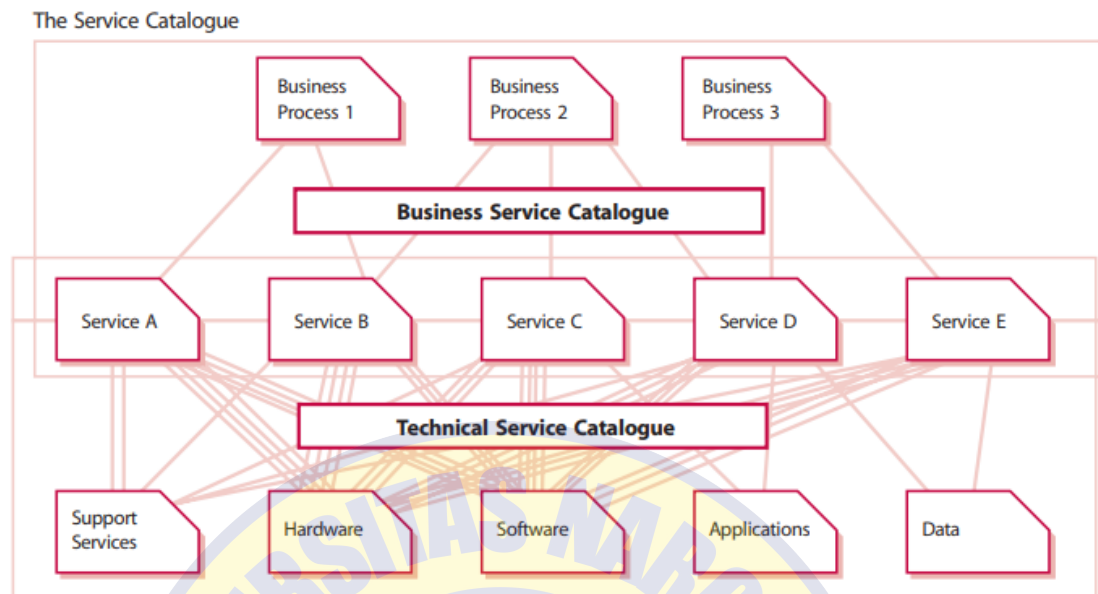 The Service Catalogue
Business
Process 1
Business
Process 2
Business
Process 3
Business Service Catalogue
Service A
Service B
Service C
Service D
Service E
Technical Service Catalogue
Support
Services
Hardware
Software
Applications
Data